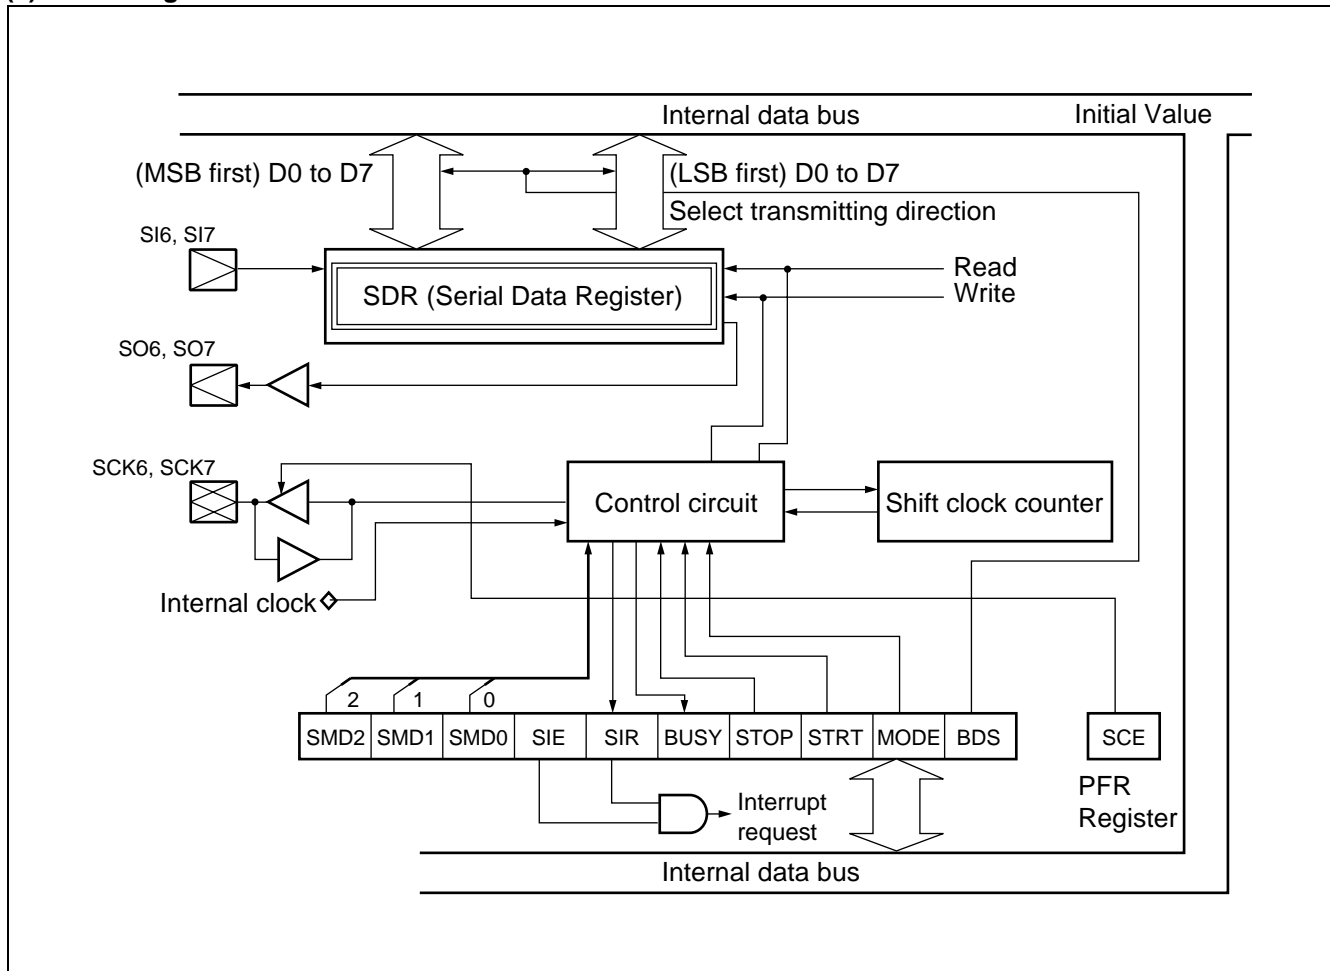 Internal data bus
Initial Value
(MSB first) D0 to D7
(LSB first) D0 to D7
Select transmitting direction
SI6, SI7
SDR (Serial Data Register)
Read
Write
SO6, SO7
SCK6, SCK7
Control circuit
Shift clock counter
Internal clock
2
1
0
SMD2 SMD1 SMD0 SIE SIR BUSY STOP STRT MODE BDS
SCE
PFR
Register
Interrupt
request
Internal data bus